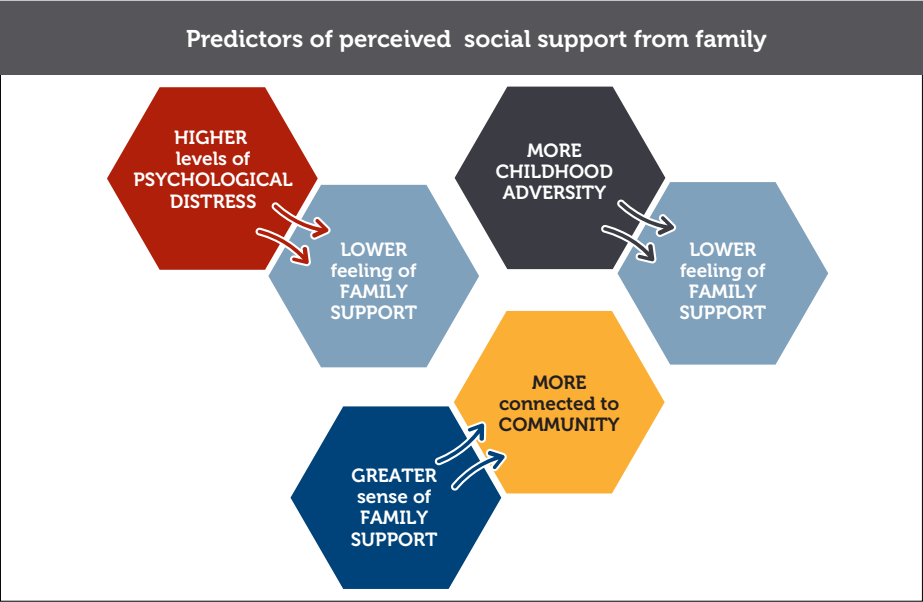 Predictors of perceived social support from family
HIGHER
levels of
PSYCHOLOGICAL
DISTRESS
LOWER
feeling of
FAMILY
SUPPORT
MORE
CHILDHOOD
ADVERSITY
LOWER
feeling of
FAMILY
SUPPORT
MORE
connected to
COMMUNITY
GREATER
sense of
FAMILY
SUPPORT